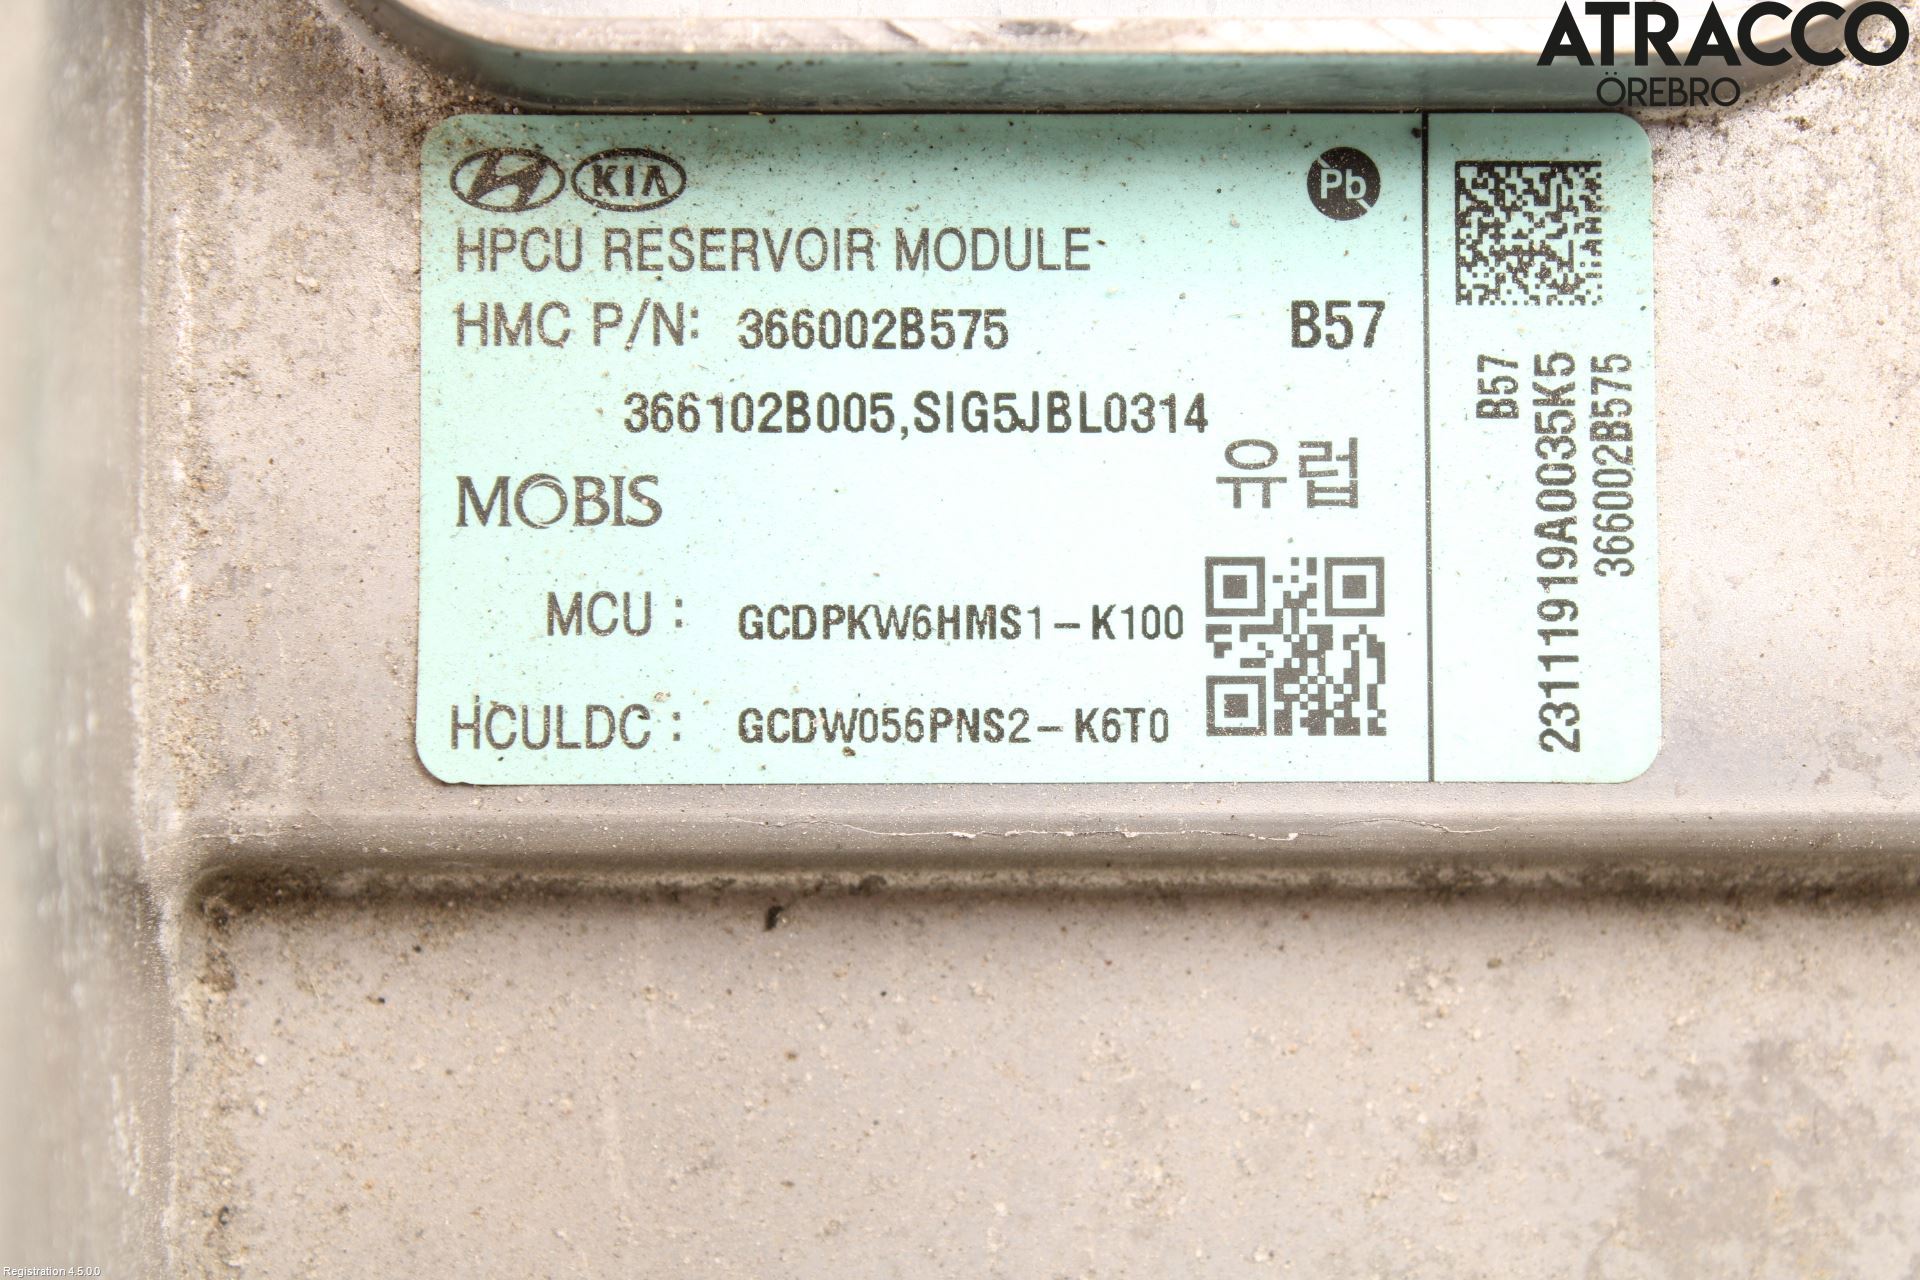 ATRACCO
ÖREBRO
KIA
Pb
HPCU RESERVOIR MODULE
HMC P/N: 366002B575 B57
366102B005,SIG5JBL0314
유럽
MOBIS
MCU : GCDPKW6HMS1-K100
HCULDC : GCDW056PNS2-K6T0
B57
23111919A0035K5
366002B575
Registration 4.5.0.0